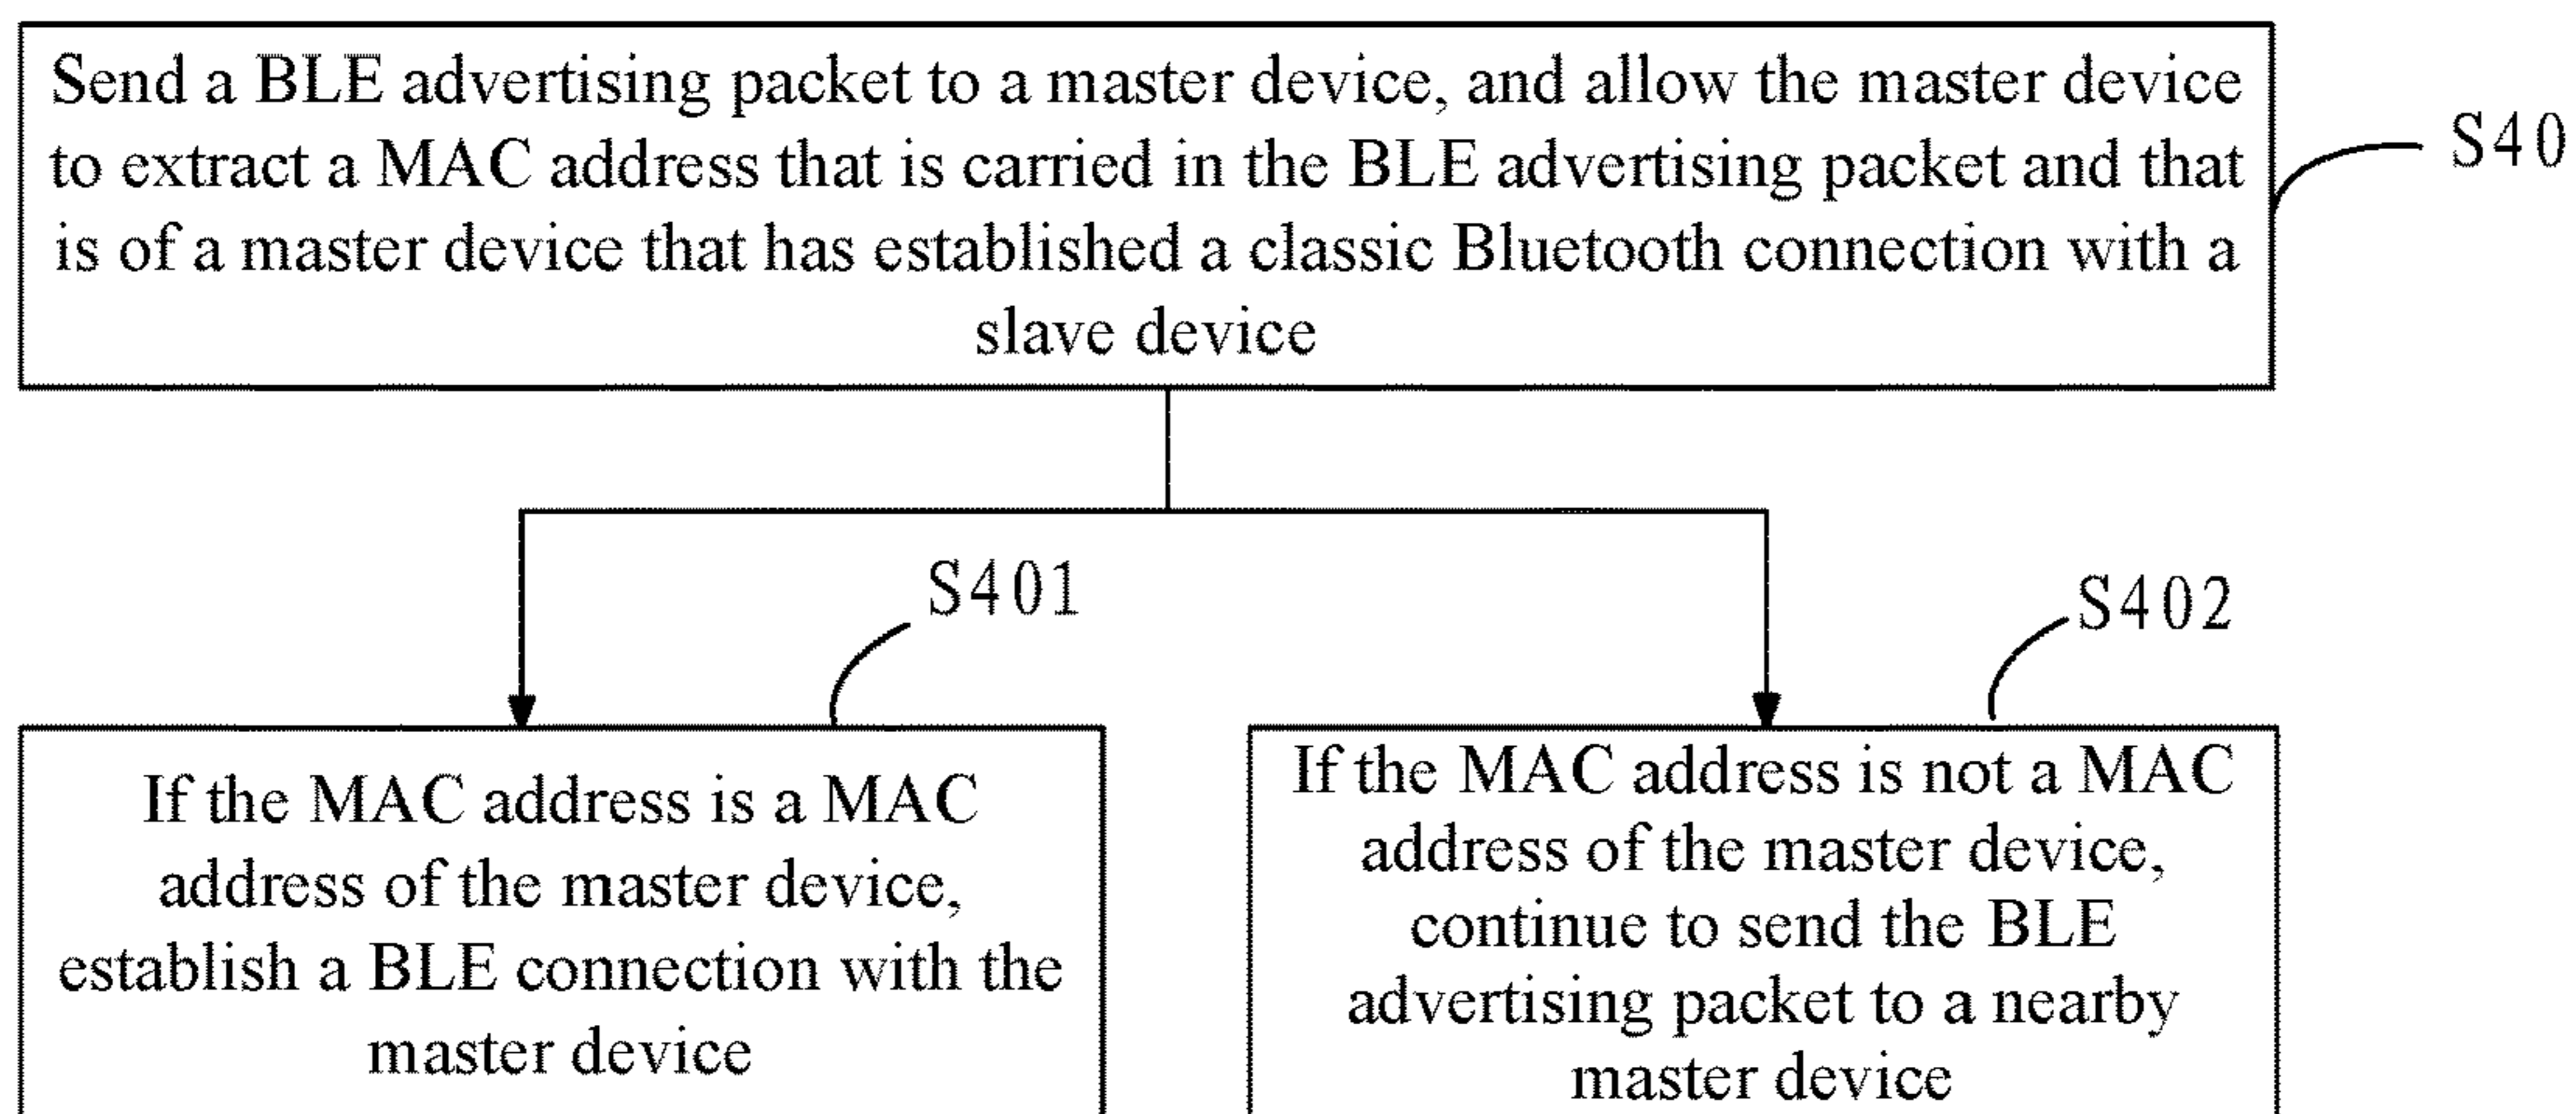 Send a BLE advertising packet to a master device, and allow the master device
to extract a MAC address that is carried in the BLE advertising packet and that
is of a master device that has established a classic Bluetooth connection with a
slave device
S40
S401
S402
If the MAC address is a MAC
address of the master device,
establish a BLE connection with the
master device
If the MAC address is not a MAC
address of the master device,
continue to send the BLE
advertising packet to a nearby
master device